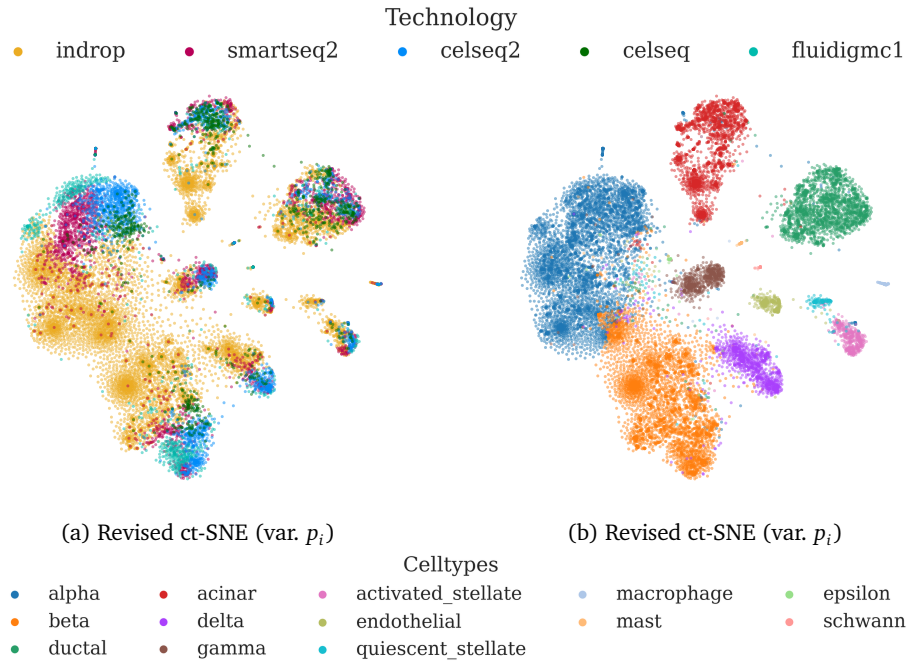 Technology
indrop smartseq2 celseq2 celseq fluidigmc1
(a) Revised ct-SNE (var. p_i) (b) Revised ct-SNE (var. p_i)
Celltypes
alpha acinar activated_stellate macrophage epsilon
beta delta endothelial mast schwann
ductal gamma quiescent_stellate